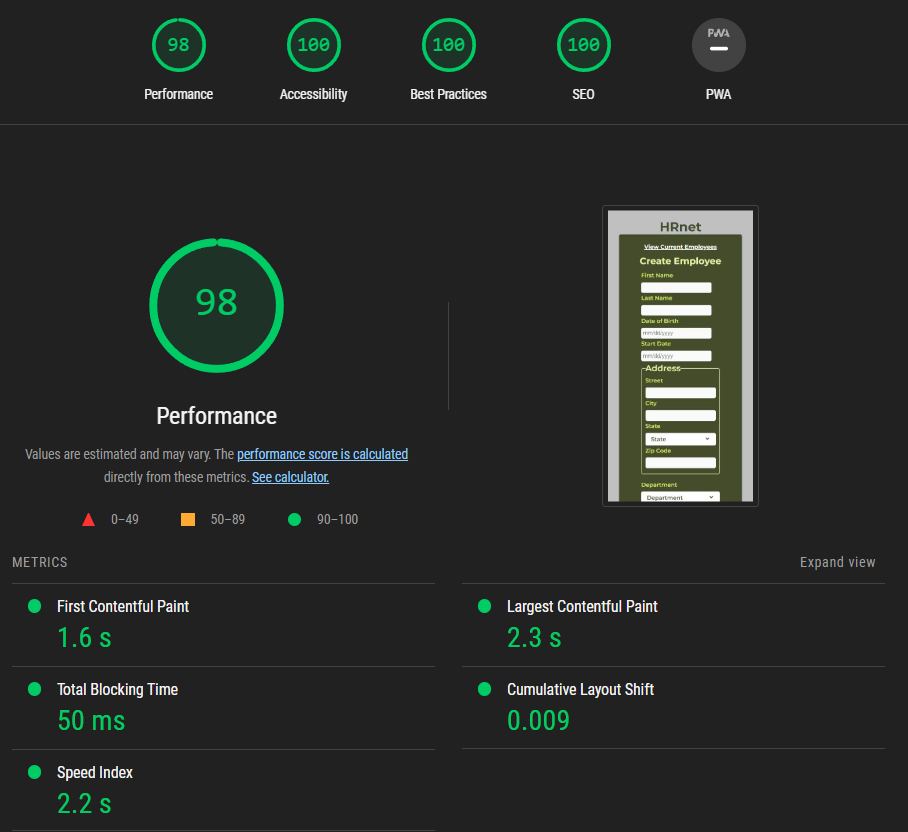 98
100
100
100
PWA
Performance
Accessibility
Best Practices
SEO
PWA
HRnet
View Current Employees
Create Employee
First Name
Last Name
Date of Birth
mm/dd/yyyy
Start Date
mm/dd/yyyy
Address
Street
City
State
State
Zip Code
Department
Department
98
Performance
Values are estimated and may vary. The performance score is calculated
directly from these metrics. See calculator.
0–49
50–89
90–100
METRICS
Expand view
First Contentful Paint
1.6 s
Largest Contentful Paint
2.3 s
Total Blocking Time
50 ms
Cumulative Layout Shift
0.009
Speed Index
2.2 s